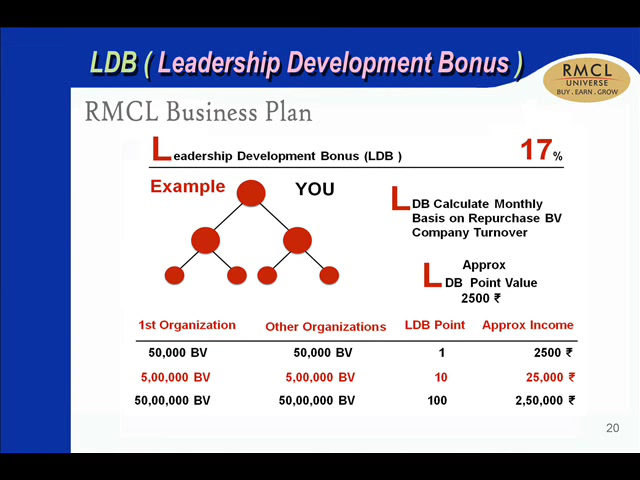 LDB ( Leadership Development Bonus )
RMCL
UNIVERSE
BUY . EARN . GROW
RMCL Business Plan
Leadership Development Bonus (LDB ) 17%
Example YOU
LDB Calculate Monthly
Basis on Repurchase BV
Company Turnover
Approx
LDB Point Value
2500 ₹
1st Organization Other Organizations LDB Point Approx Income
50,000 BV 50,000 BV 1 2500 ₹
5,00,000 BV 5,00,000 BV 10 25,000 ₹
50,00,000 BV 50,00,000 BV 100 2,50,000 ₹
20